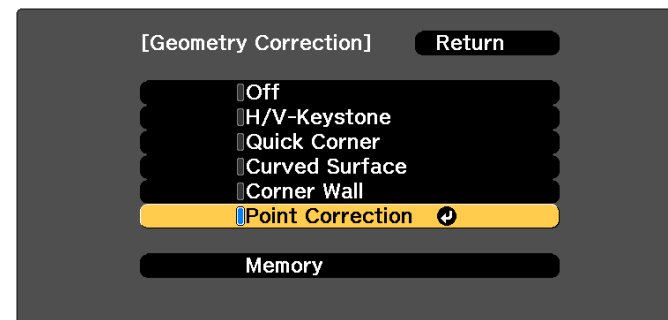 [Geometry Correction] Return
Off
H/V-Keystone
Quick Corner
Curved Surface
Corner Wall
Point Correction
Memory